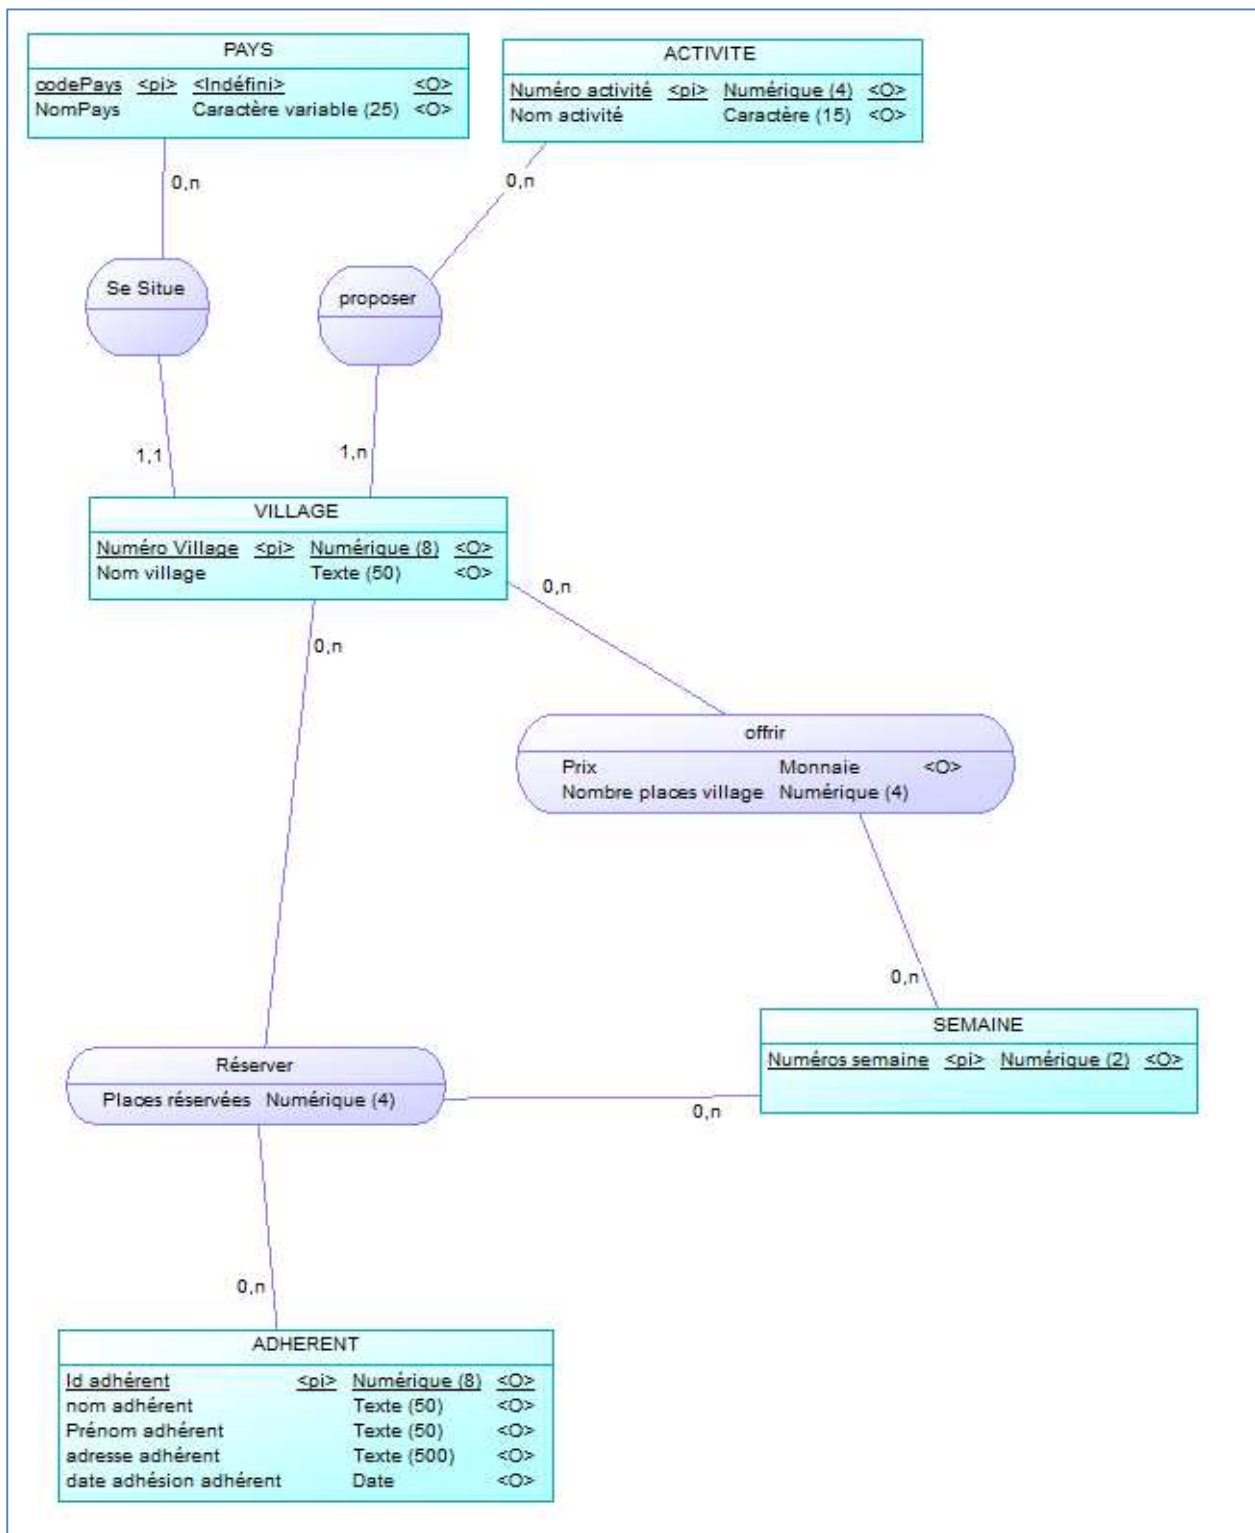 PAYS
codePays <pi> <Indéfini> <O>
NomPays Caractère variable (25) <O>
ACTIVITE
Numéro activité <pi> Numérique (4) <O>
Nom activité Caractère (15) <O>
0,n
0,n
Se Situe
proposer
1,1
1,n
VILLAGE
Numéro Village <pi> Numérique (8) <O>
Nom village Texte (50) <O>
0,n
0,n
offrir
Prix Monnaie <O>
Nombre places village Numérique (4)
0,n
SEMAINE
Numéros semaine <pi> Numérique (2) <O>
Réserver
Places réservées Numérique (4)
0,n
0,n
ADHERENT
Id adhérent <pi> Numérique (8) <O>
nom adhérent Texte (50) <O>
Prénom adhérent Texte (50) <O>
adresse adhérent Texte (500) <O>
date adhésion adhérent Date <O>